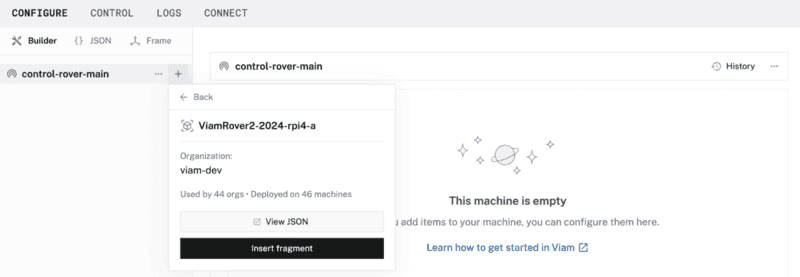 CONFIGURE CONTROL LOGS CONNECT
Builder {} JSON Frame
control-rover-main ... +
control-rover-main History ...
Back
ViamRover2-2024-rpi4-a
Organization:
viam-dev
Used by 44 orgs • Deployed on 46 machines
View JSON
Insert fragment
This machine is empty
u add items to your machine, you can configure them here.
Learn how to get started in Viam